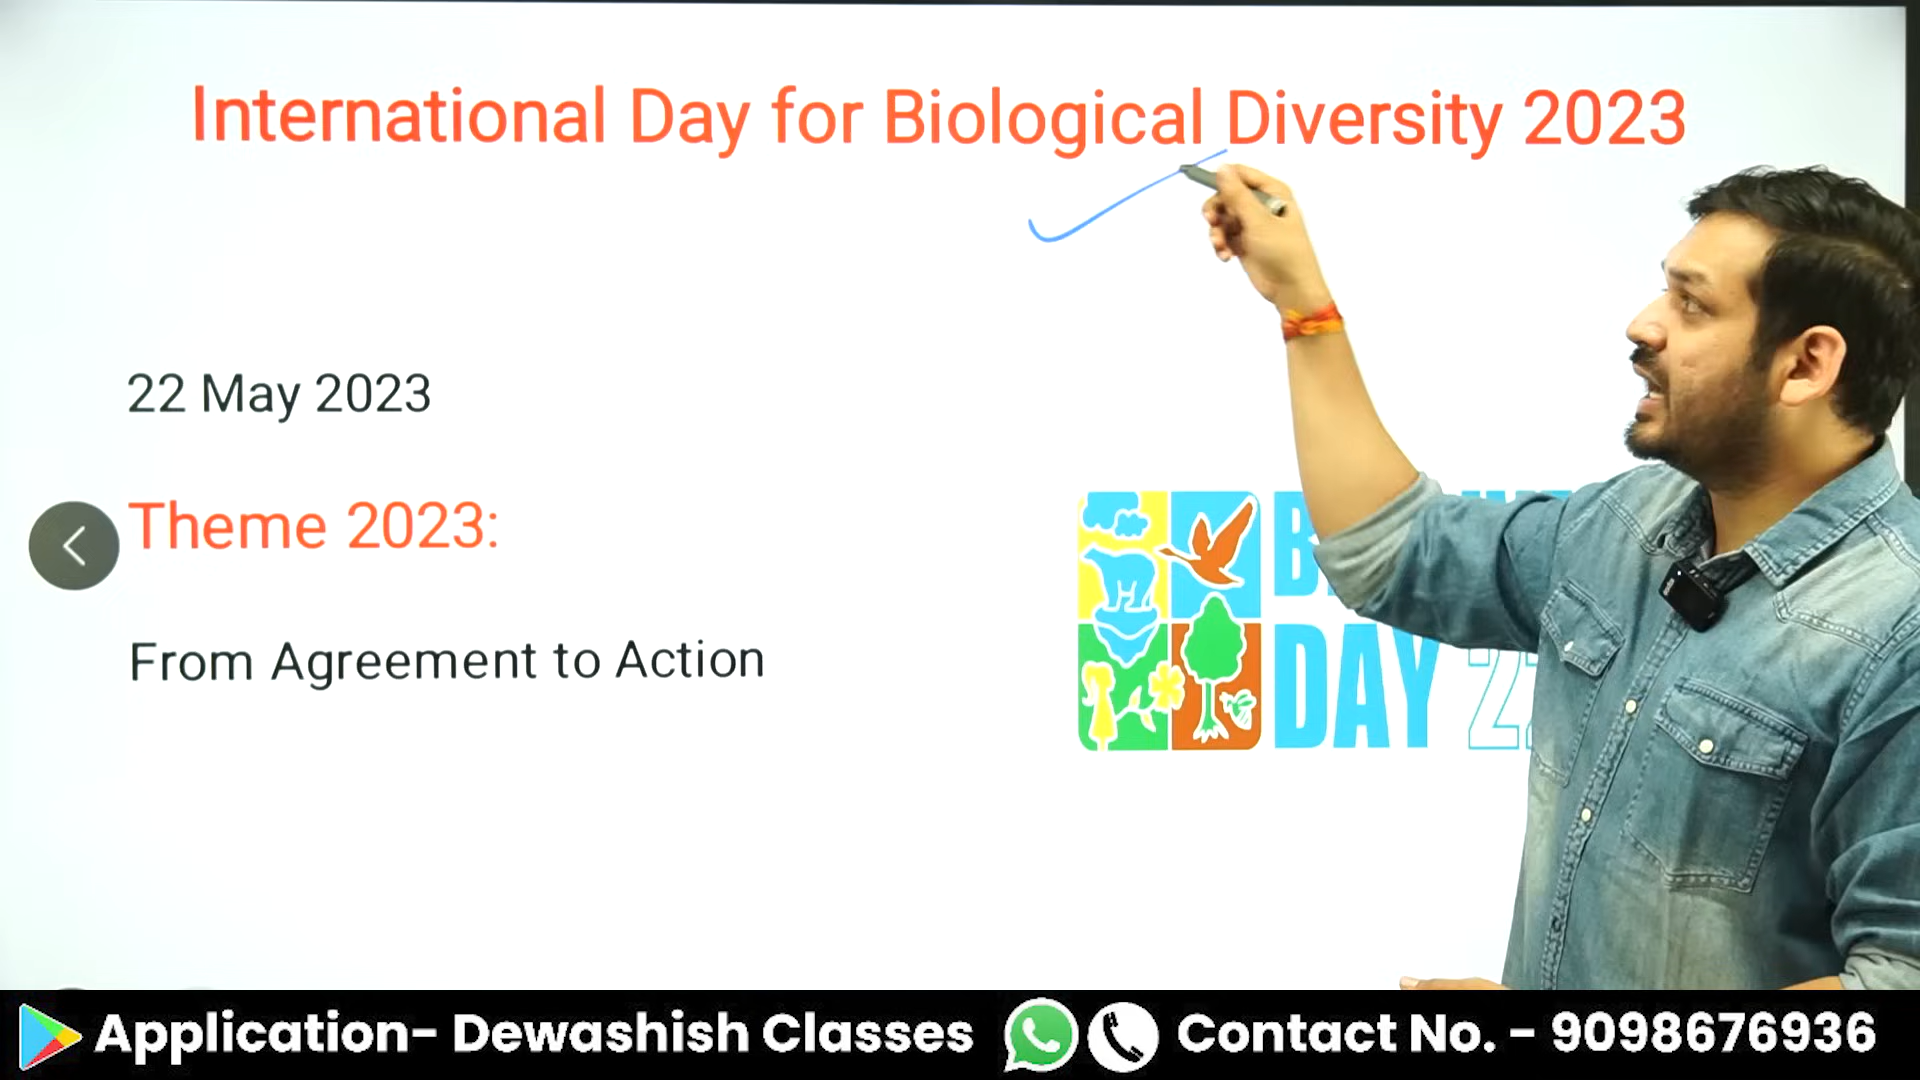 International Day for Biological Diversity 2023
22 May 2023
Theme 2023:
From Agreement to Action
DAY
Application- Dewashish Classes
Contact No. - 9098676936